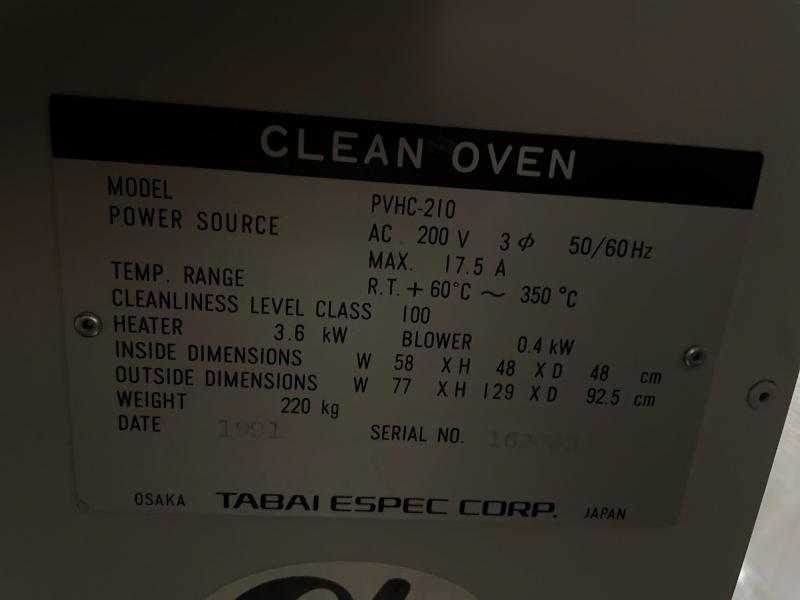 CLEAN OVEN
MODEL PVHC-210
POWER SOURCE AC 200 V 3 ϕ 50/60 Hz
MAX. 17.5 A
TEMP. RANGE R.T. + 60°C ~ 350 °C
CLEANLINESS LEVEL CLASS 100
HEATER 3.6 kW BLOWER 0.4 kW
INSIDE DIMENSIONS W 58 X H 48 X D 48 cm
OUTSIDE DIMENSIONS W 77 X H 129 X D 92.5 cm
WEIGHT 220 kg
DATE 1991 SERIAL NO.
OSAKA TABAI ESPEC CORP. JAPAN